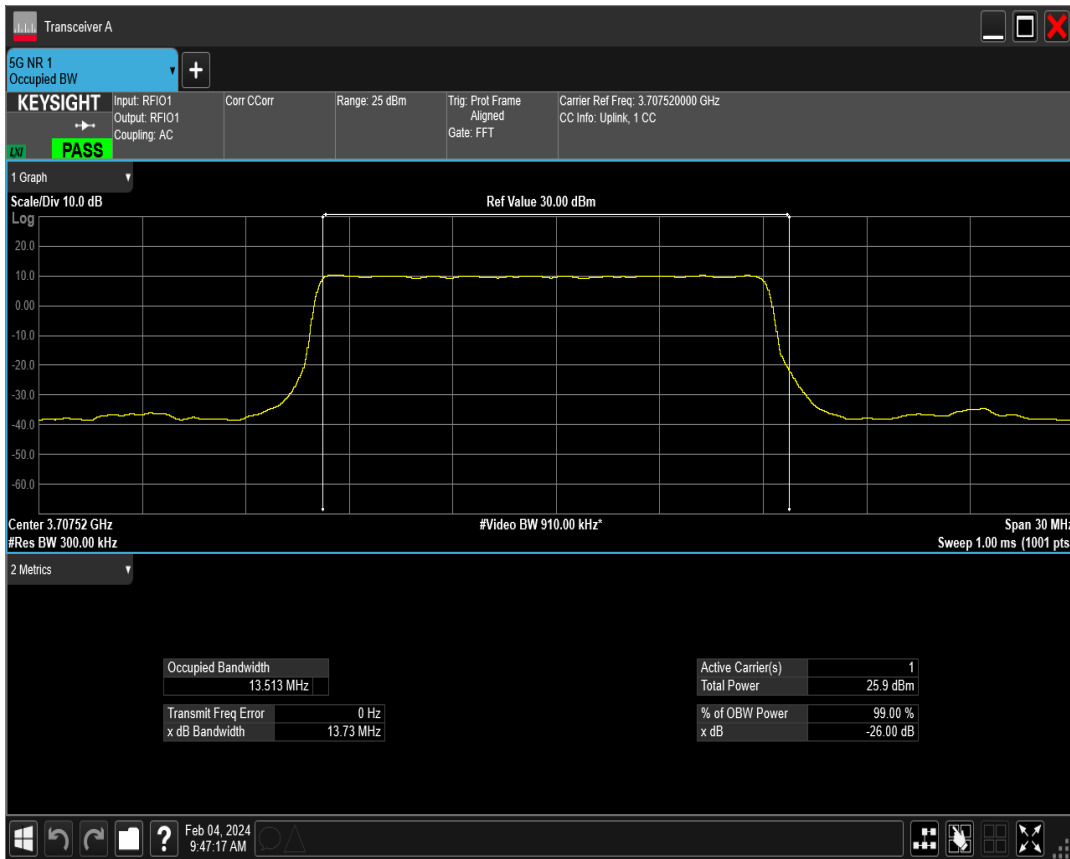 Transceiver A
5G NR 1
Occupied BW
KEYSIGHT
Input: RFIO1
Output: RFIO1
Coupling: AC
Corr CCorr
Range: 25 dBm
Trig: Prot Frame
Aligned
Gate: FFT
Carrier Ref Freq: 3.707520000 GHz
CC Info: Uplink, 1 CC
LXI
PASS
1 Graph
Scale/Div 10.0 dB
Ref Value 30.00 dBm
Log
20.0
10.0
0.00
-10.0
-20.0
-30.0
-40.0
-50.0
-60.0
Center 3.70752 GHz
#Video BW 910.00 kHz*
Span 30 MHz
#Res BW 300.00 kHz
Sweep 1.00 ms (1001 pts
2 Metrics
Occupied Bandwidth
13.513 MHz
Transmit Freq Error 0 Hz
x dB Bandwidth 13.73 MHz
Active Carrier(s) 1
Total Power 25.9 dBm
% of OBW Power 99.00 %
x dB -26.00 dB
Feb 04, 2024
9:47:17 AM